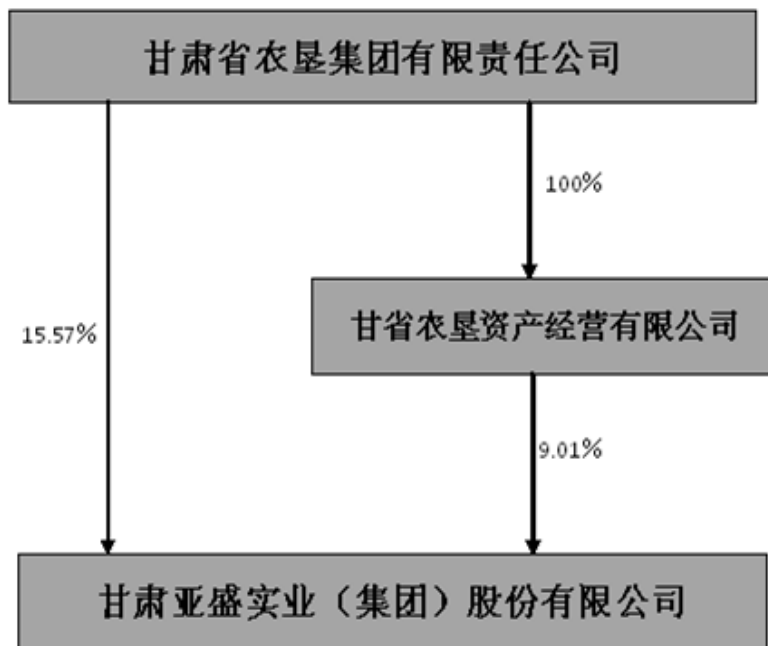 甘肃省农垦集团有限责任公司
100%
甘省农垦资产经营有限公司
15.57%
9.01%
甘肃亚盛实业（集团）股份有限公司